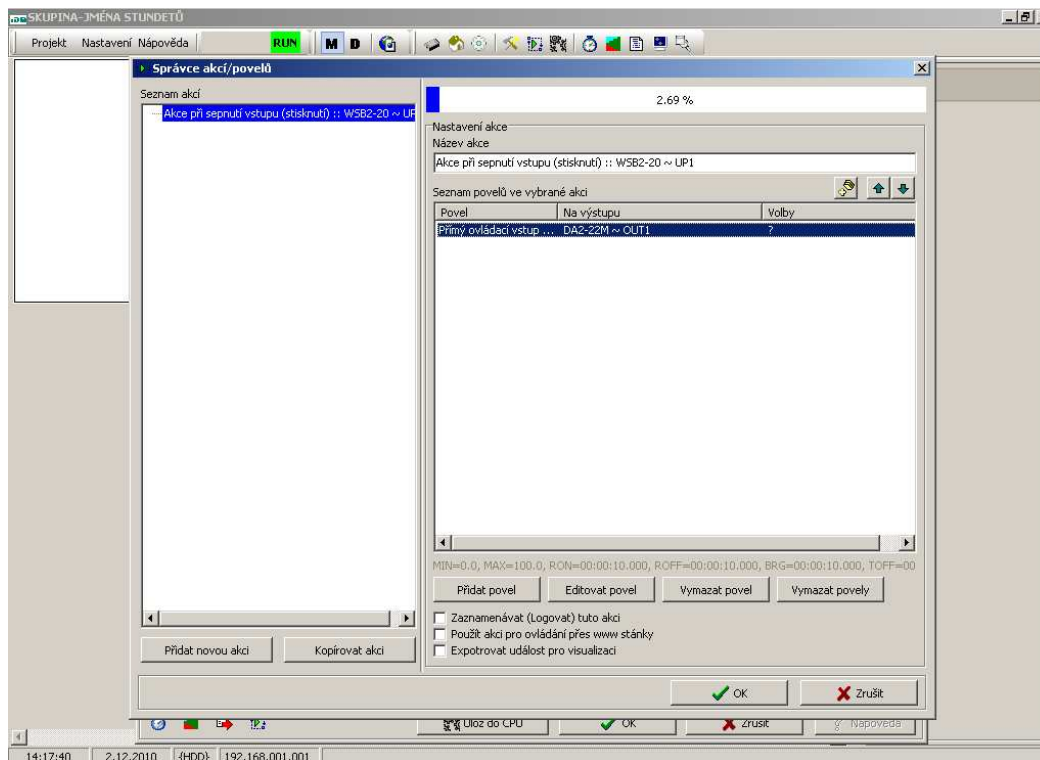 SKUPINA-JMÉNA STUNDETŮ
Projekt Nastavení Nápověda RUN M D
Správce akcí/povelů
Seznam akcí
Akce při sepnutí vstupu (stisknutí) :: WSB2-20 ~ UP
2.69 %
Nastavení akce
Název akce
Akce při sepnutí vstupu (stisknutí) :: WSB2-20 ~ UP1
Seznam povelů ve vybrané akci
Povel Na výstupu Volby
Přímý ovládací vstup ... DA2-22M ~ OUT1 ?
MIN=0.0, MAX=100.0, RON=00:00:10.000, ROFF=00:00:10.000, BRG=00:00:10.000, TOFF=00
Přidat povel Editovat povel Vymazat povel Vymazat povely
Zaznamenávat (Logovat) tuto akci
Použít akci pro ovládání přes www stánky
Expotrovat událost pro visualizaci
Přidat novou akci Kopírovat akci
OK Zrušit
Ulož do CPU OK Zrušit Nápověda
14:17:40 2.12.2010 {HDD} 192.168.001.001